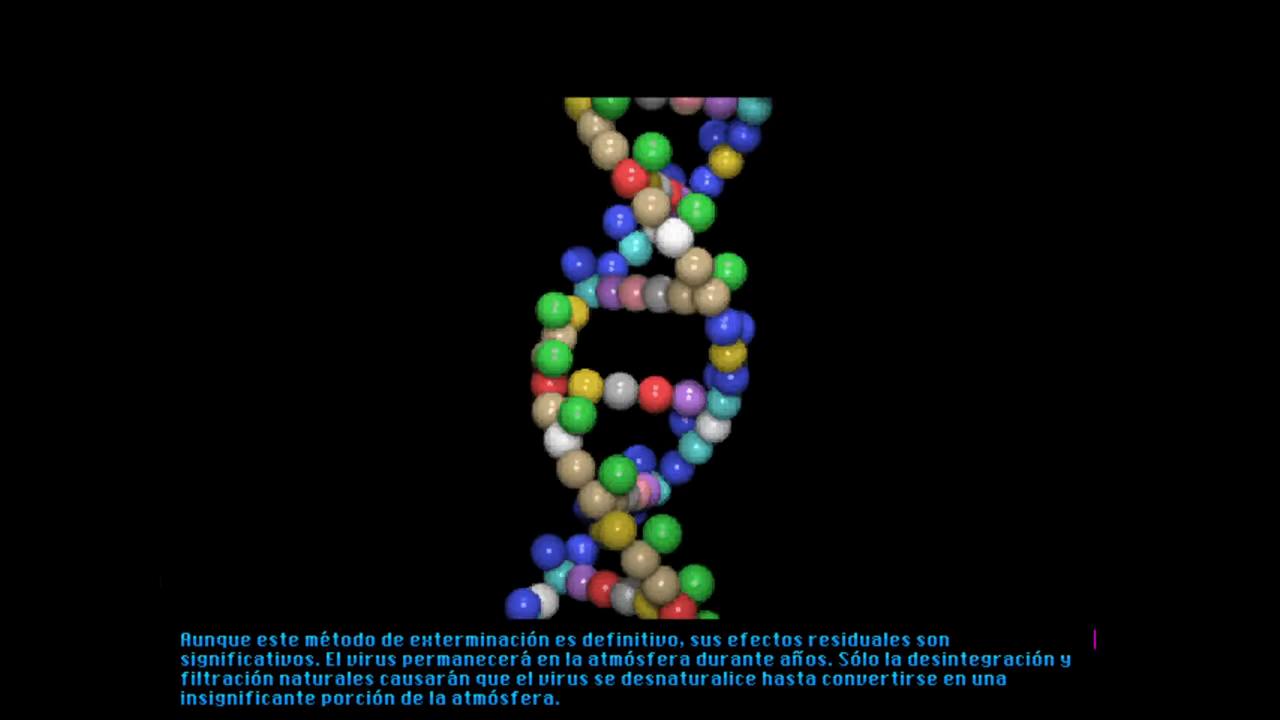 Aunque este método de exterminación es definitivo, sus efectos residuales son
significativos. El virus permanecerá en la atmósfera durante años. Sólo la desintegración y
filtración naturales causarán que el virus se desnaturalice hasta convertirse en una
insignificante porción de la atmósfera.